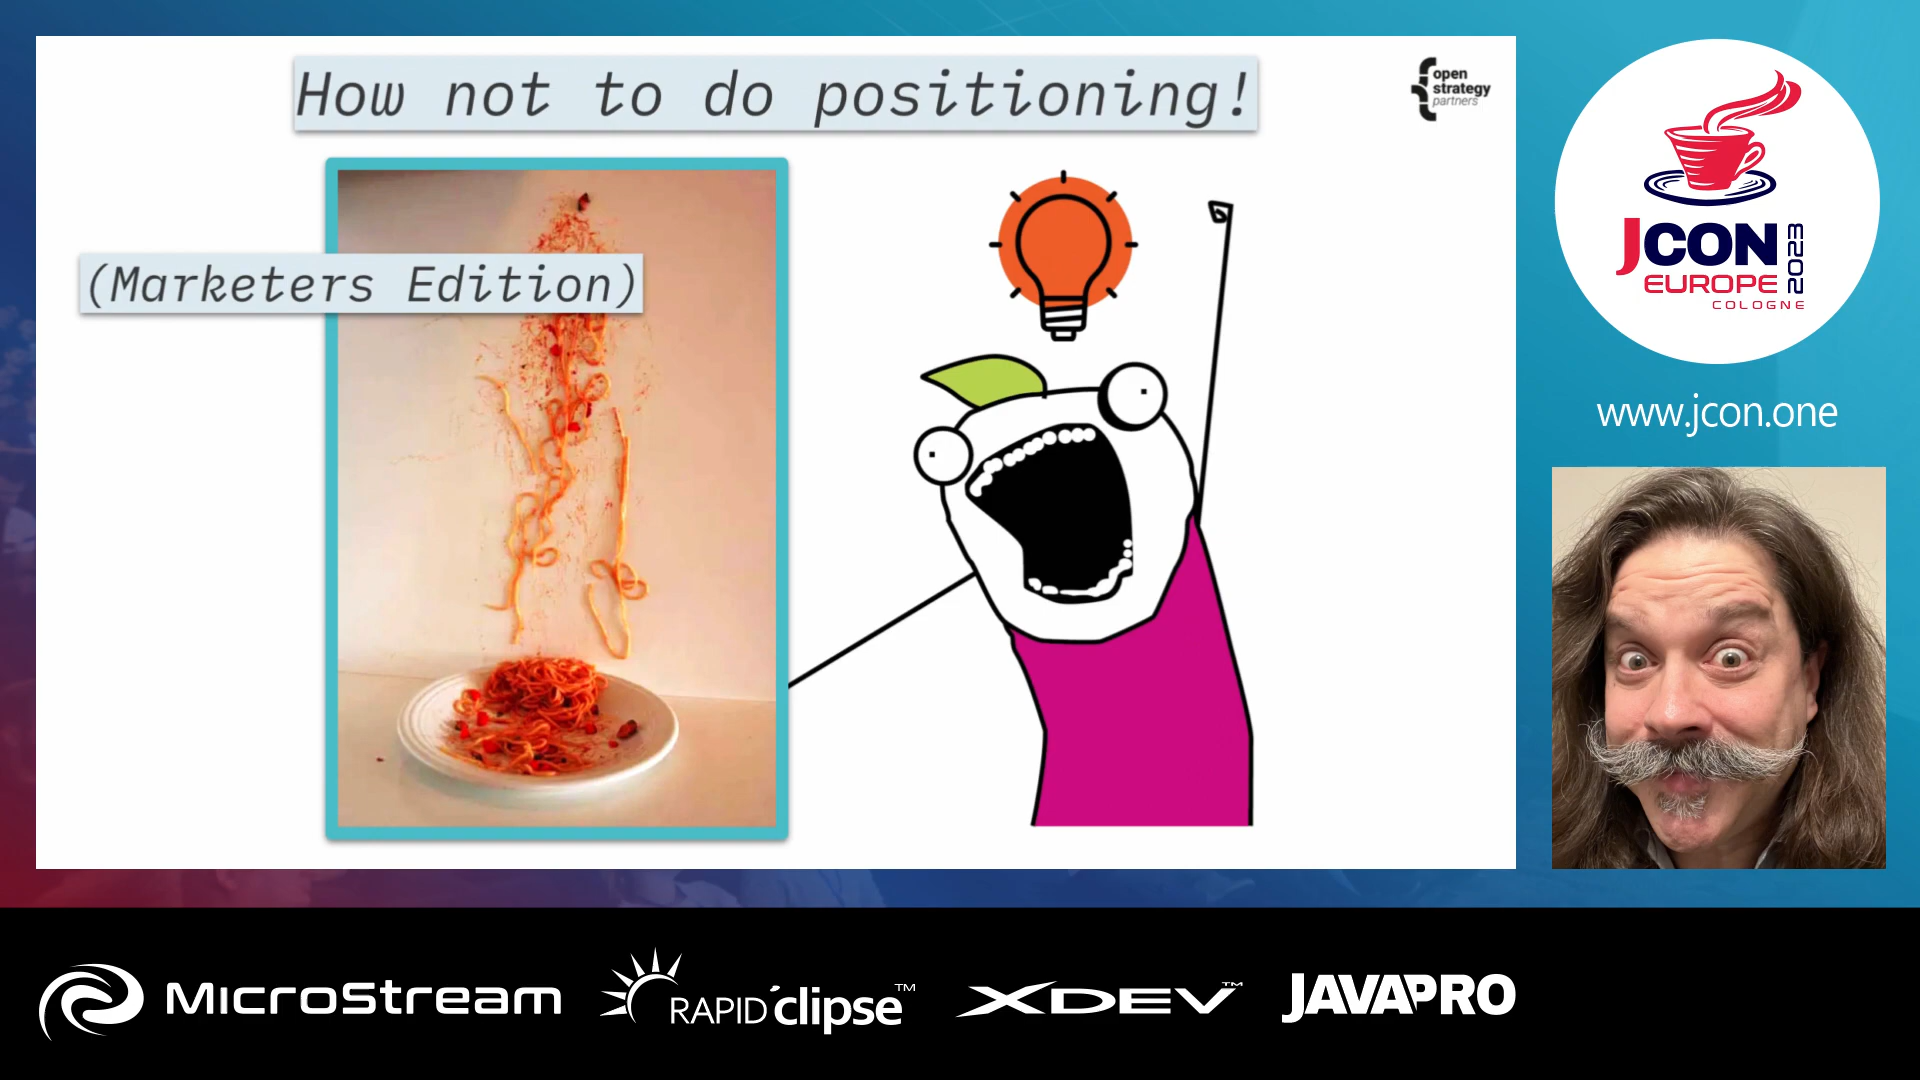 How not to do positioning!
(Marketers Edition)
open
strategy
partners
JCON
EUROPE
2023
COLOGNE
www.jcon.one
MicroStream
RAPID'clipse™
XDEV™
JAVAPRO